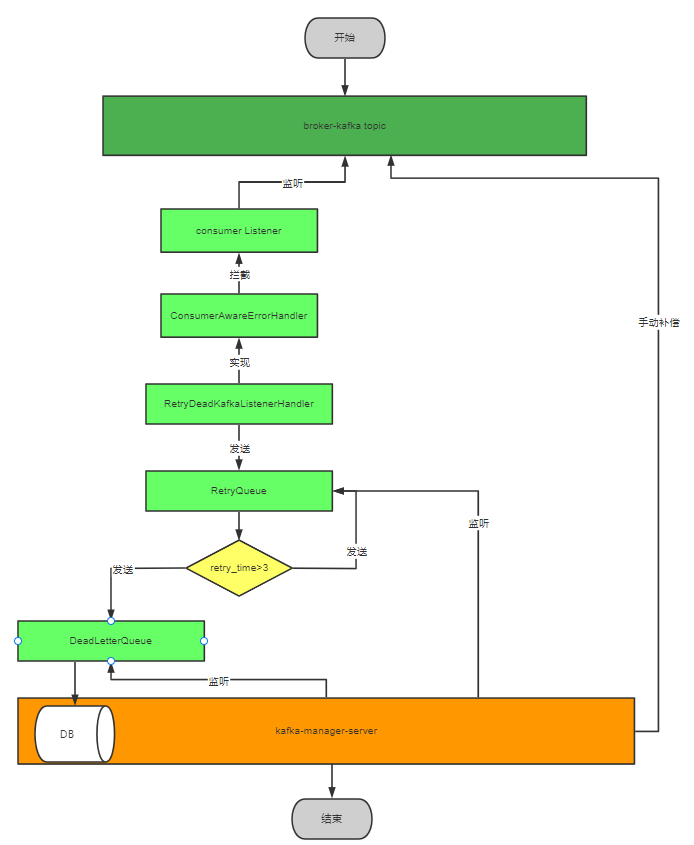 开始
broker-kafka topic
监听
consumer Listener
拦截
ConsumerAwareErrorHandler
手动补偿
实现
RetryDeadKafkaListenerHandler
发送
RetryQueue
监听
发送
retry_time>3
发送
DeadLetterQueue
监听
DB
kafka-manager-server
结束